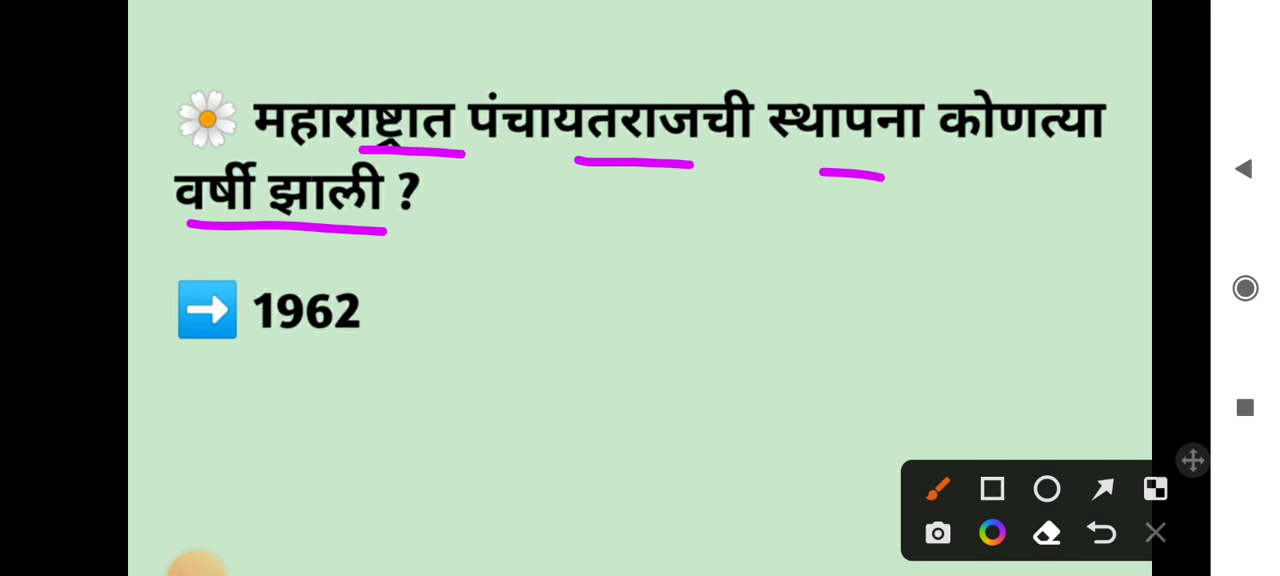 महाराष्ट्रात पंचायतराजची स्थापना कोणत्या
वर्षी झाली ?
1962